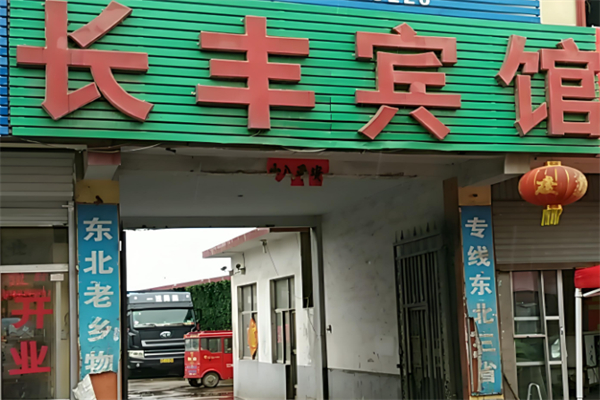 长丰宾馆
东北老乡物
专线东北三省
开业